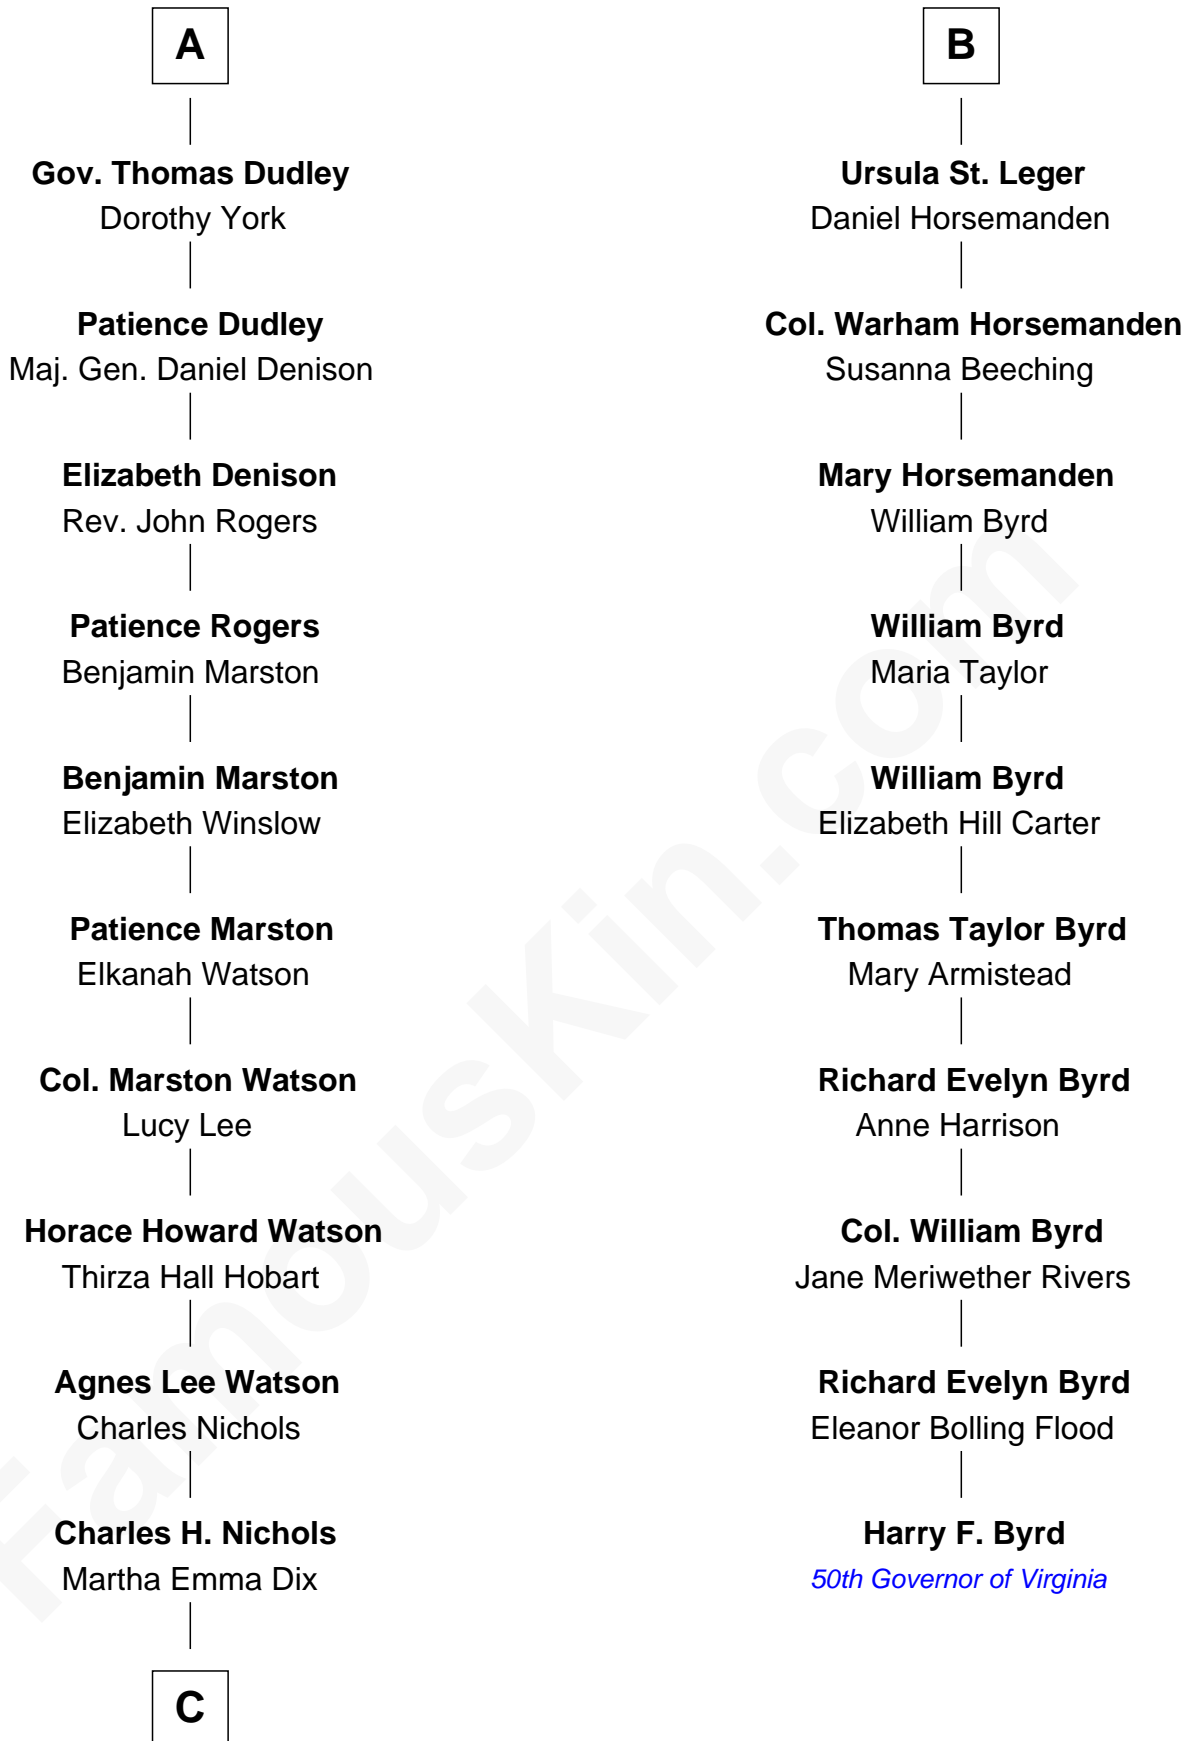 A
Gov. Thomas Dudley
Dorothy York
Patience Dudley
Maj. Gen. Daniel Denison
Elizabeth Denison
Rev. John Rogers
Patience Rogers
Benjamin Marston
Benjamin Marston
Elizabeth Winslow
Patience Marston
Elkanah Watson
Col. Marston Watson
Lucy Lee
Horace Howard Watson
Thirza Hall Hobart
Agnes Lee Watson
Charles Nichols
Charles H. Nichols
Martha Emma Dix
C
B
Ursula St. Leger
Daniel Horsemanden
Col. Warham Horsemanden
Susanna Beeching
Mary Horsemanden
William Byrd
William Byrd
Maria Taylor
William Byrd
Elizabeth Hill Carter
Thomas Taylor Byrd
Mary Armistead
Richard Evelyn Byrd
Anne Harrison
Col. William Byrd
Jane Meriwether Rivers
Richard Evelyn Byrd
Eleanor Bolling Flood
Harry F. Byrd
50th Governor of Virginia
FamousKin.com